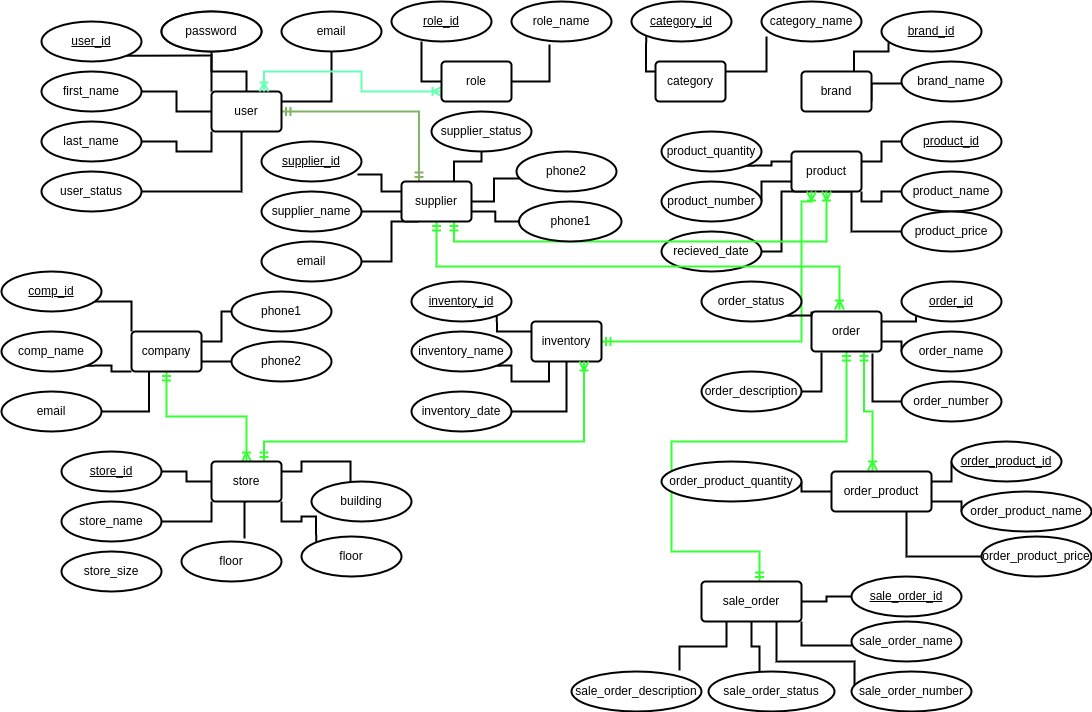 password
email
role_id
role_name
category_id
category_name
brand_id
user_id
first_name
user
role
category
brand
brand_name
last_name
supplier_status
product_quantity
product_id
supplier_id
product
phone2
user_status
supplier_name
supplier
product_number
product_name
phone1
product_price
email
recieved_date
comp_id
phone1
inventory_id
order_status
order_id
comp_name
company
phone2
inventory_name
inventory
order
order_name
email
inventory_date
order_description
order_number
store_id
store
building
order_product_quantity
order_product
order_product_id
store_name
order_product_name
store_size
floor
floor
order_product_price
sale_order
sale_order_id
sale_order_name
sale_order_description
sale_order_status
sale_order_number